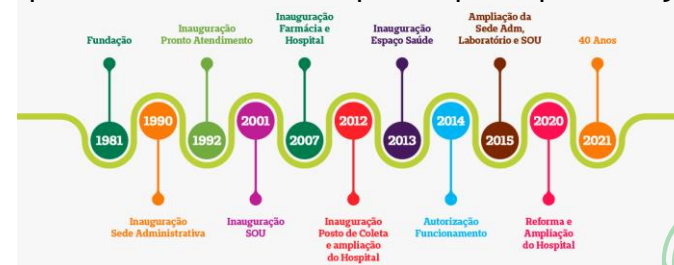 Fundação
Inauguração
Pronto Atendimento
Inauguração
Farmácia e
Hospital
Inauguração
Espaço Saúde
Ampliação da
Sede Adm,
Laboratório e SOU
40 Anos
1981
1990
1992
2001
2007
2012
2013
2014
2015
2020
2021
Inauguração
Sede Administrativa
Inauguração
SOU
Inauguração
Posto de Coleta
e ampliação
do Hospital
Autorização
Funcionamento
Reforma e
Ampliação
do Hospital